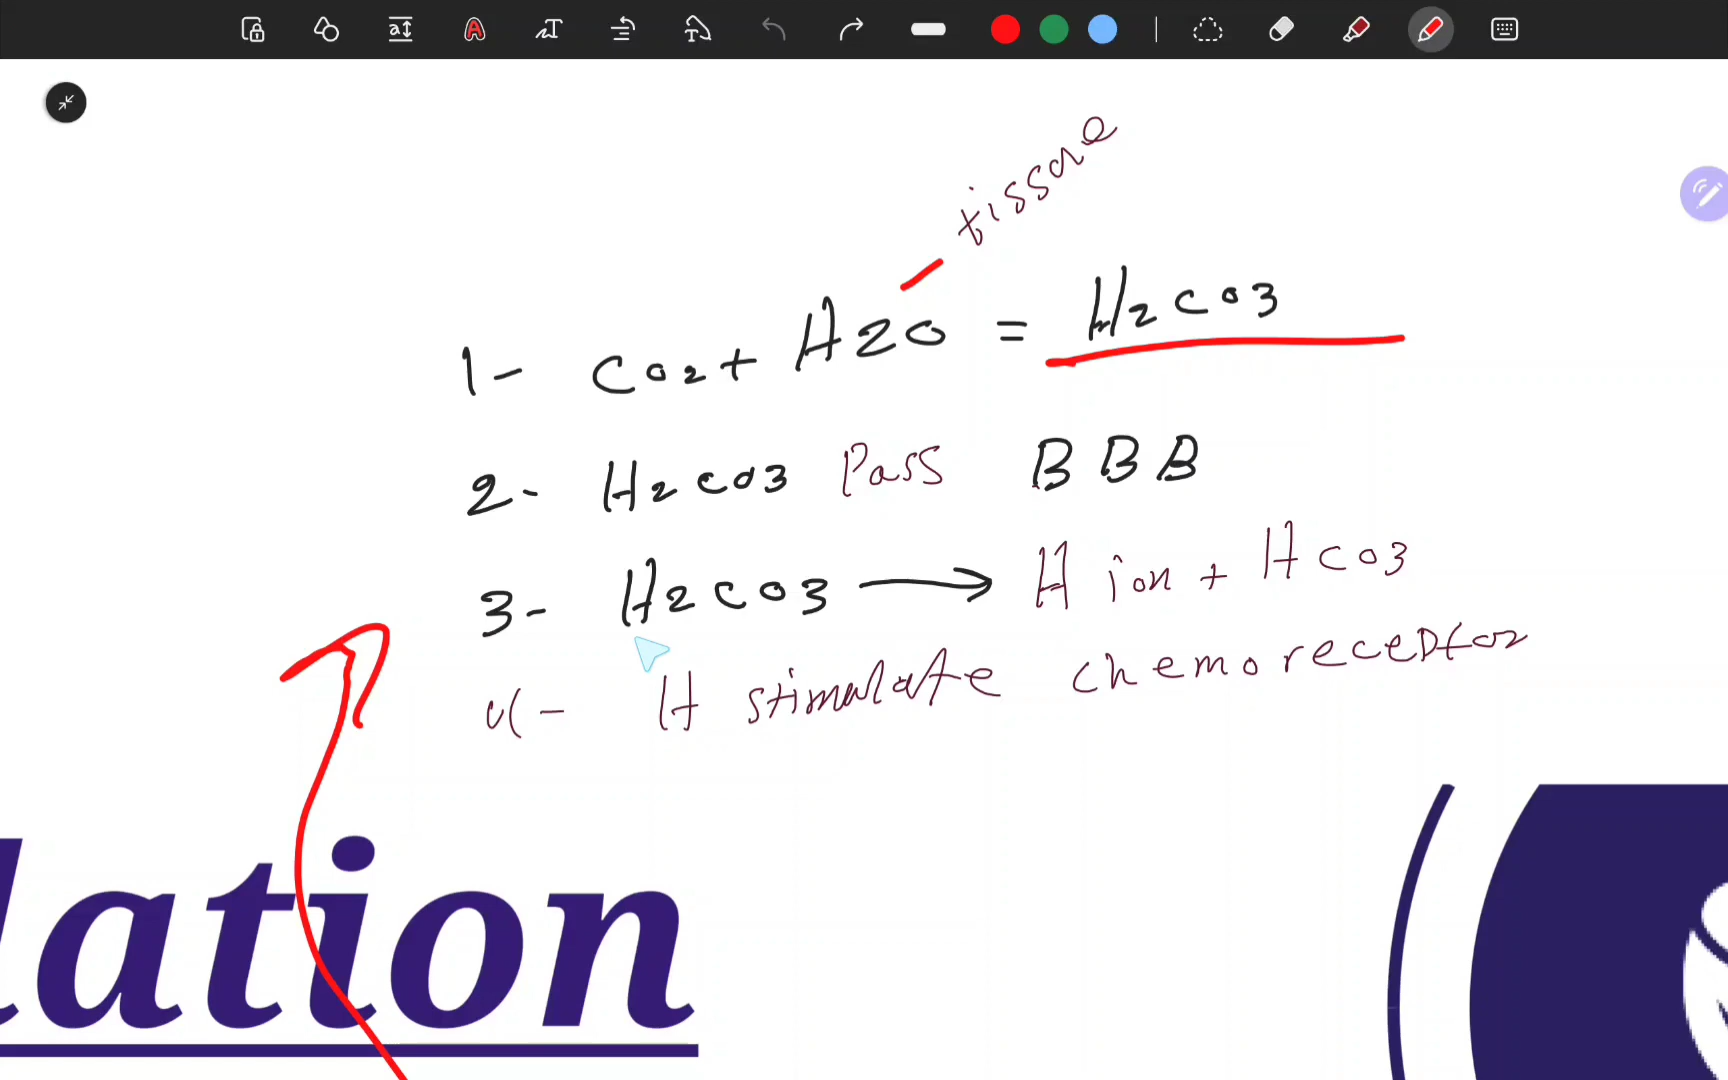 tissue
1- CO2 + H2O = H2CO3
2- H2CO3 Pass BBB
3- H2CO3 → H ion + HCO3
4- H stimulate chemoreceptor
lation